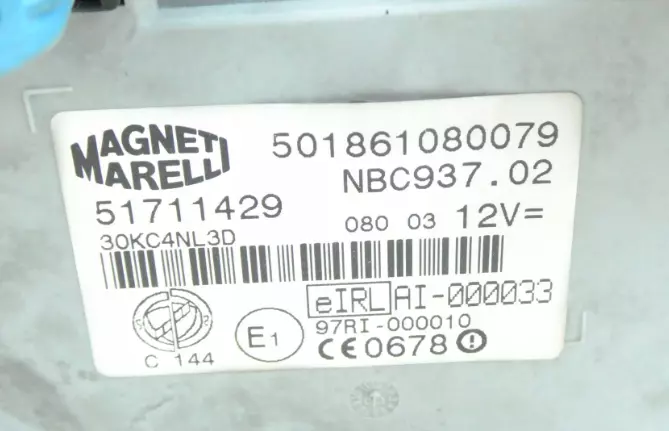 MAGNETI MARELLI
501861080079
NBC937.02
51711429
080 03 12V=
30KC4NL3D
eIRL AI-000033
97RI-000010
C 144
E1
CE0678